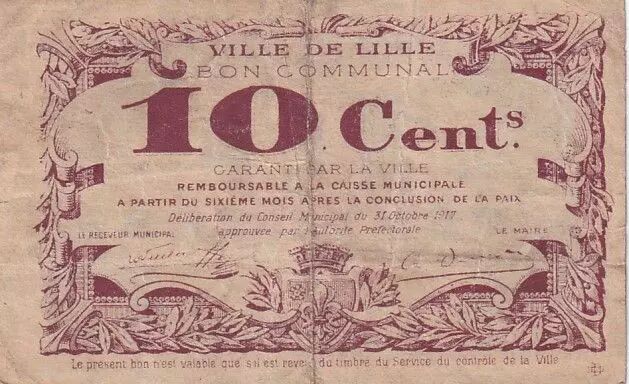 VILLE DE LILLE
BON COMMUNAL
10 Cents.
GARANTI PAR LA VILLE
REMBOURSABLE A LA CAISSE MUNICIPALE
A PARTIR DU SIXIÈME MOIS APRÈS LA CONCLUSION DE LA PAIX
Délibération du Conseil Municipal du 31 Octobre 1917
approuvée par l'autorité Préfectorale
LE RECEVEUR MUNICIPAL
LE MAIRE
Le présent bon n'est valable que s'il est revêtu du timbre du Service du contrôle de la Ville